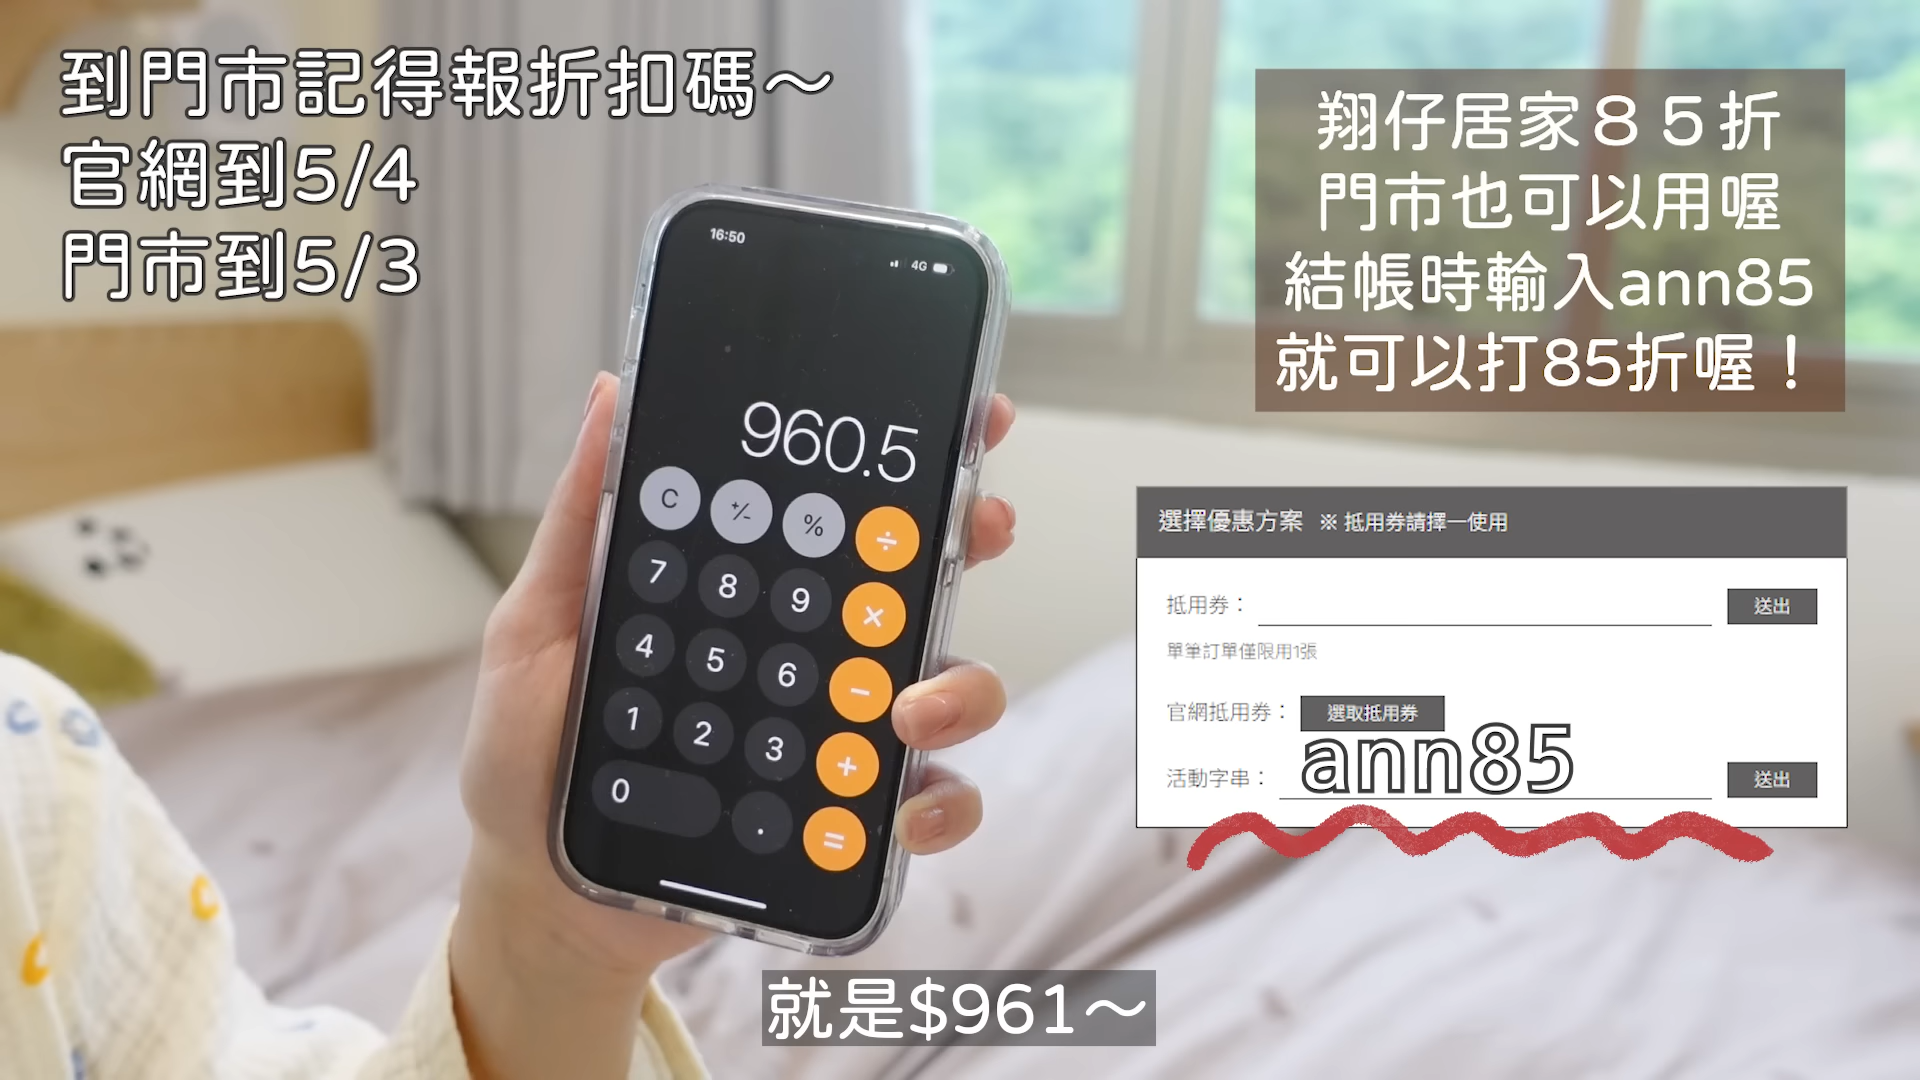 到門市記得報折扣碼～
官網到5/4
門市到5/3
翔仔居家８５折
門市也可以用喔
結帳時輸入ann85
就可以打85折喔！
16:50
4G
960.5
C +/- % ÷
7 8 9 ×
4 5 6 −
1 2 3 +
0 . =
選擇優惠方案 ※ 抵用券請擇一使用
抵用券： 送出
單筆訂單僅限用1張
官網抵用券： 選取抵用券
活動字串： ann85 送出
就是$961～